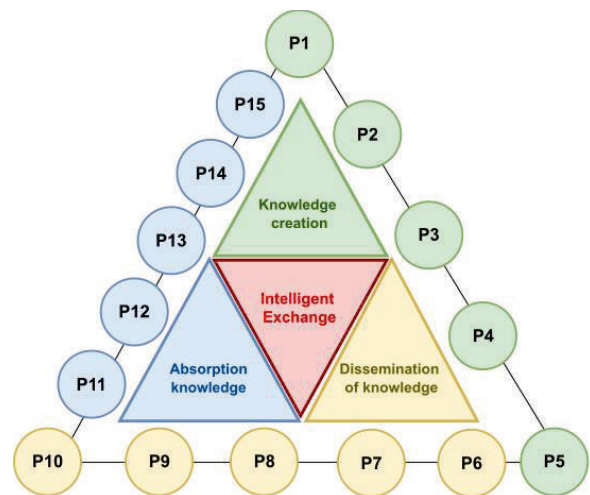 P1
P15
P2
P14
Knowledge
creation
P3
P13
Intelligent
Exchange
P12
P4
Absorption
knowledge
Dissemination
of knowledge
P11
P10
P9
P8
P7
P6
P5